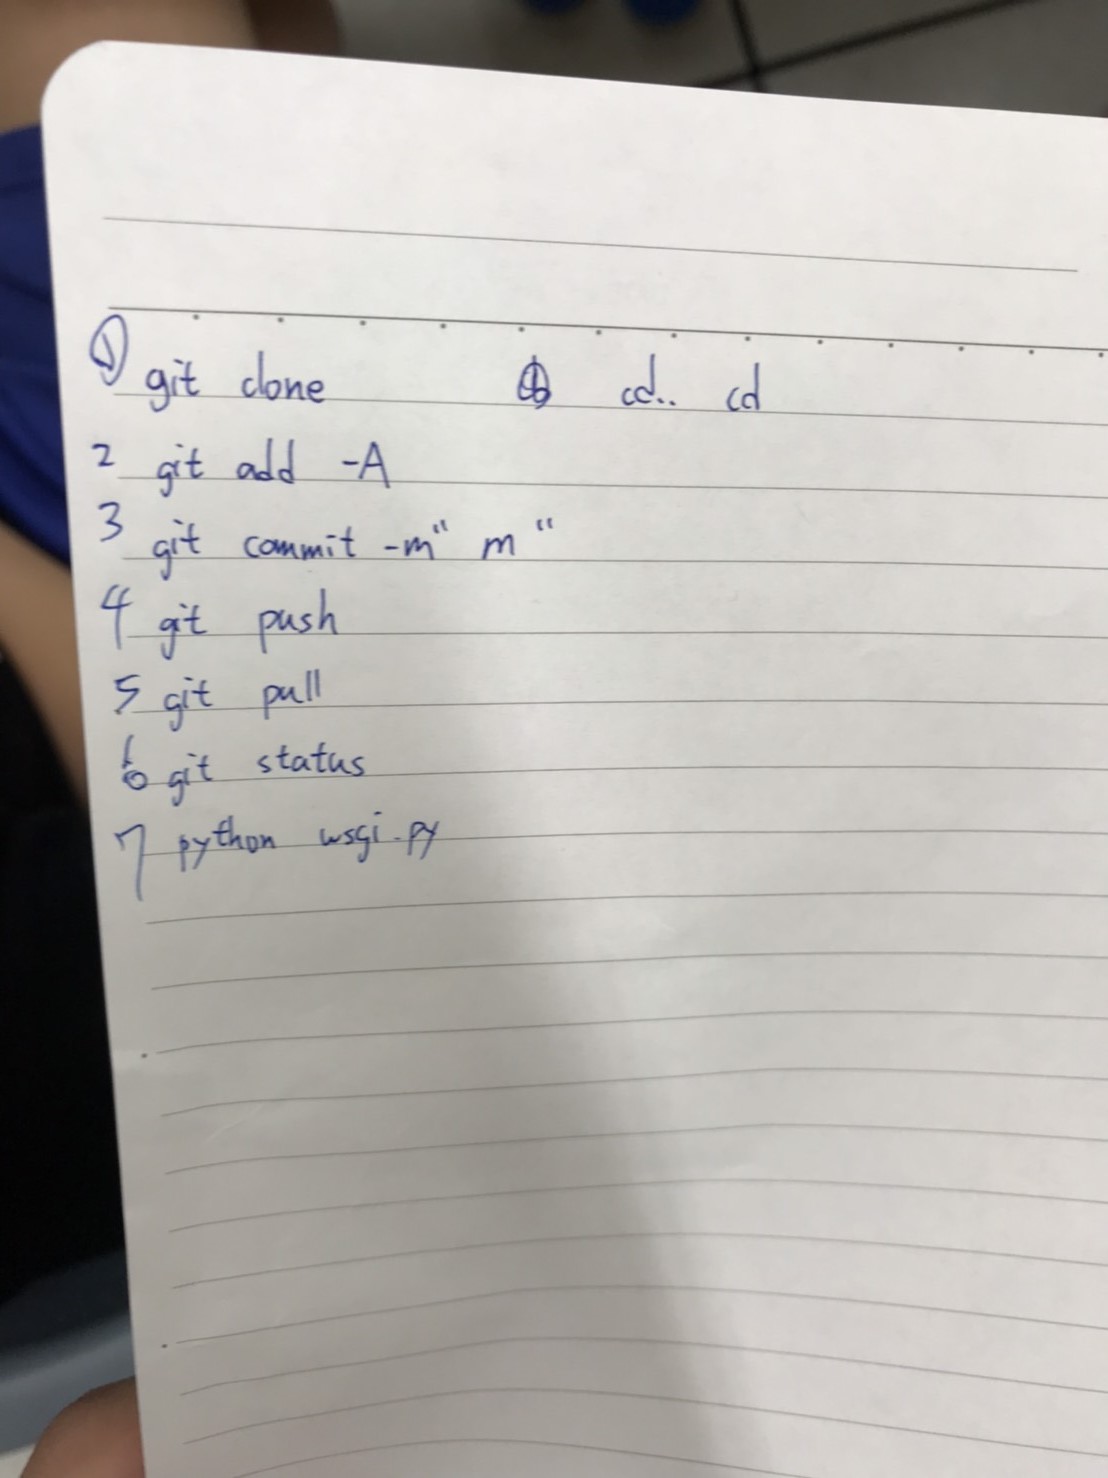 ① git clone cd.. cd
2 git add -A
3 git commit -m" m "
4 git push
5 git pull
6 git status
7 python wsgi.py